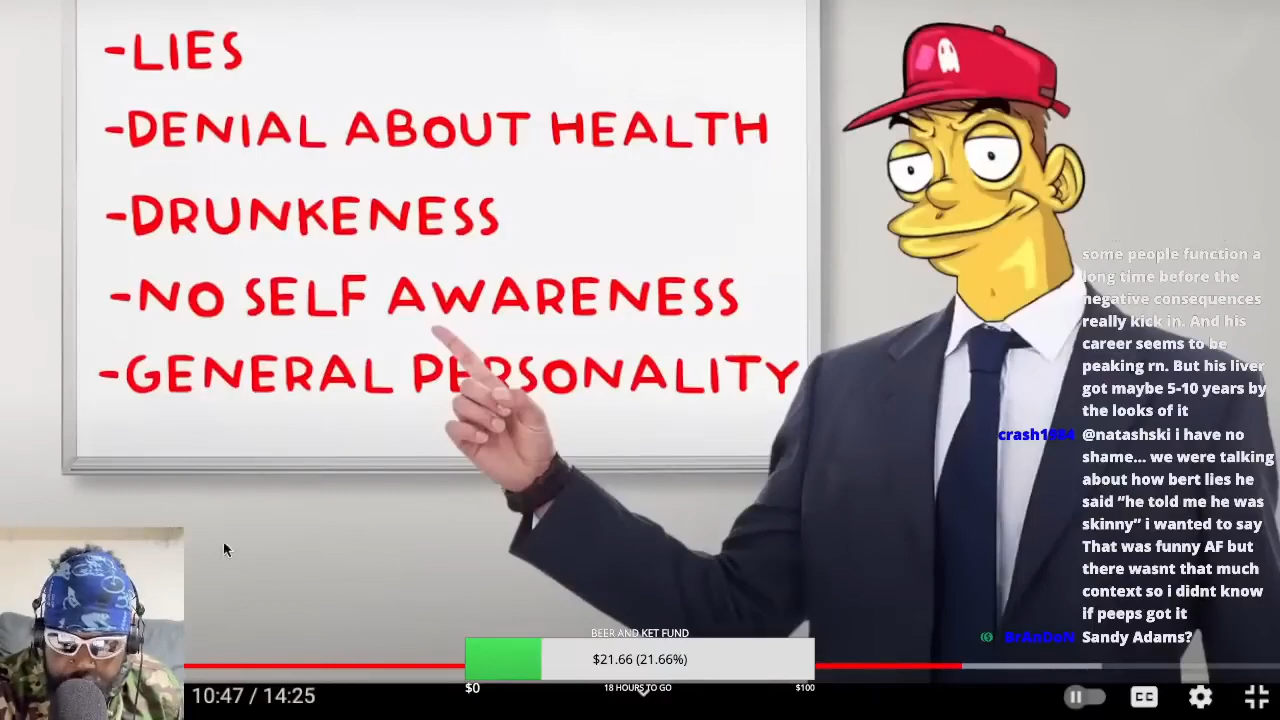 -LIES
-DENIAL ABOUT HEALTH
-DRUNKENESS
-NO SELF AWARENESS
-GENERAL PERSONALITY
some people function a
long time before the
negative consequences
really kick in. And his
career seems to be
peaking rn. But his liver
got maybe 5-10 years by
the looks of it
crash1984 @natashski i have no
shame... we were talking
about how bert lies he
said “he told me he was
skinny” i wanted to say
That was funny AF but
there wasnt that much
context so i didnt know
if peeps got it
BrAnDoN Sandy Adams?
BEER AND KET FUND
$21.66 (21.66%)
$0 18 HOURS TO GO $100
10:47 / 14:25
CC